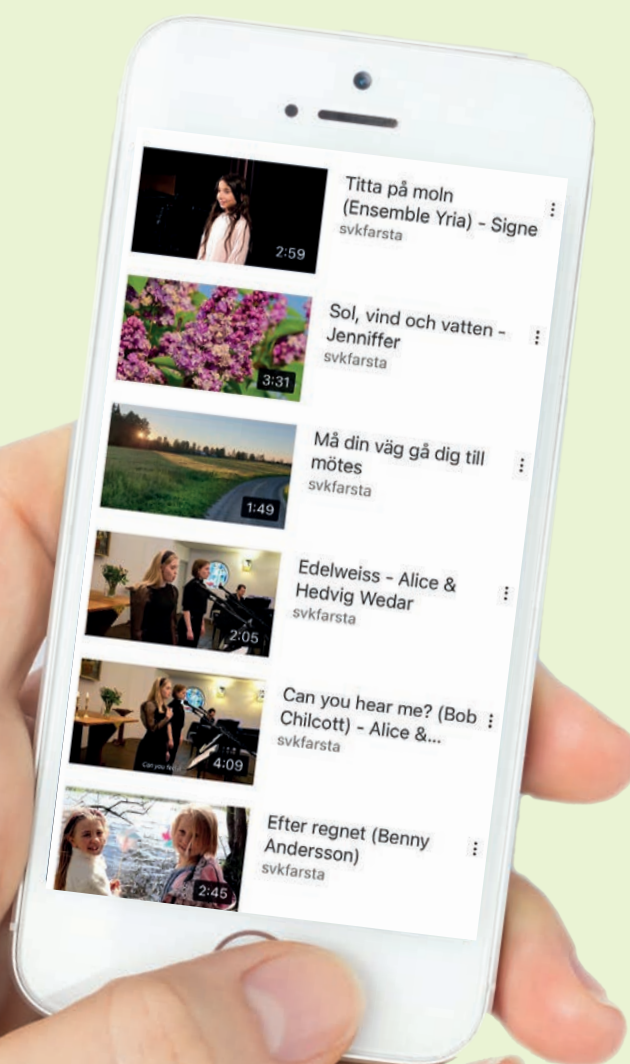 Titta på moln
(Ensemble Yria) - Signe
svkfarsta
2:59
Sol, vind och vatten -
Jenniffer
svkfarsta
3:31
Må din väg gå dig till
mötes
svkfarsta
1:49
Edelweiss - Alice &
Hedvig Wedar
svkfarsta
2:05
Can you hear me? (Bob
Chilcott) - Alice &...
svkfarsta
Can you
4:09
Efter regnet (Benny
Andersson)
svkfarsta
2:45